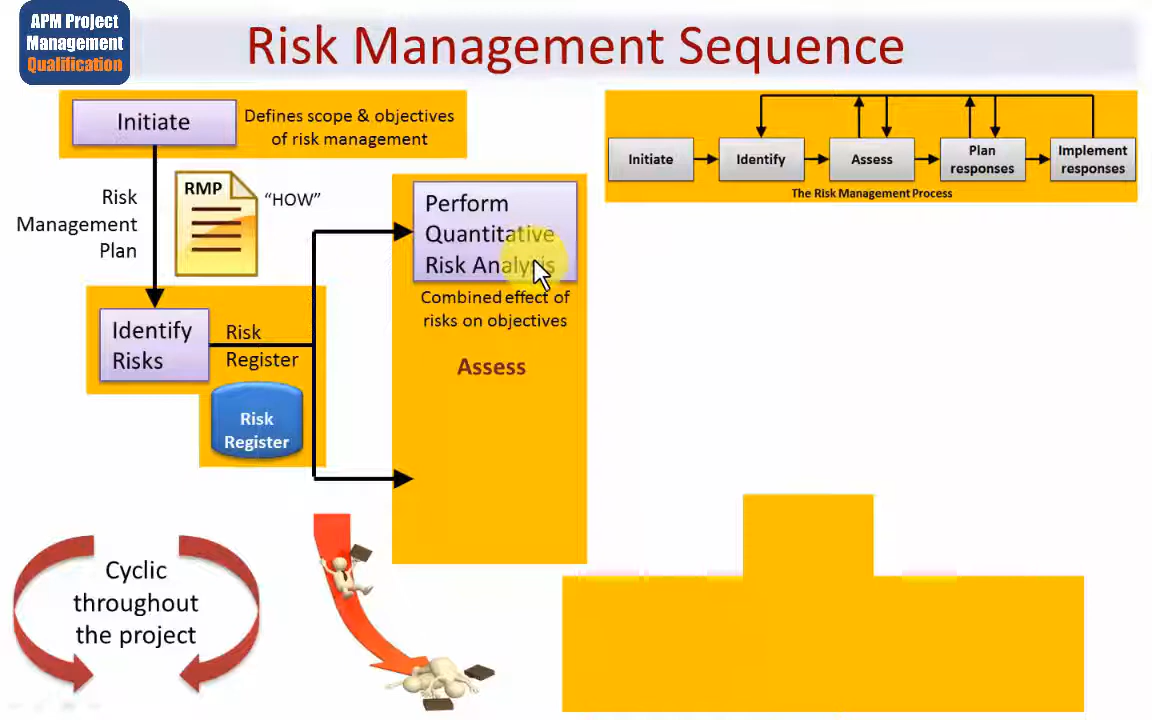 APM Project
Management
Qualification
Risk Management Sequence
Initiate
Defines scope & objectives
of risk management
Risk
Management
Plan
RMP
“HOW”
Identify
Risks
Risk
Register
Risk
Register
Perform
Quantitative
Risk Analysis
Combined effect of
risks on objectives
Assess
Initiate
Identify
Assess
Plan
responses
Implement
responses
The Risk Management Process
Cyclic
throughout
the project